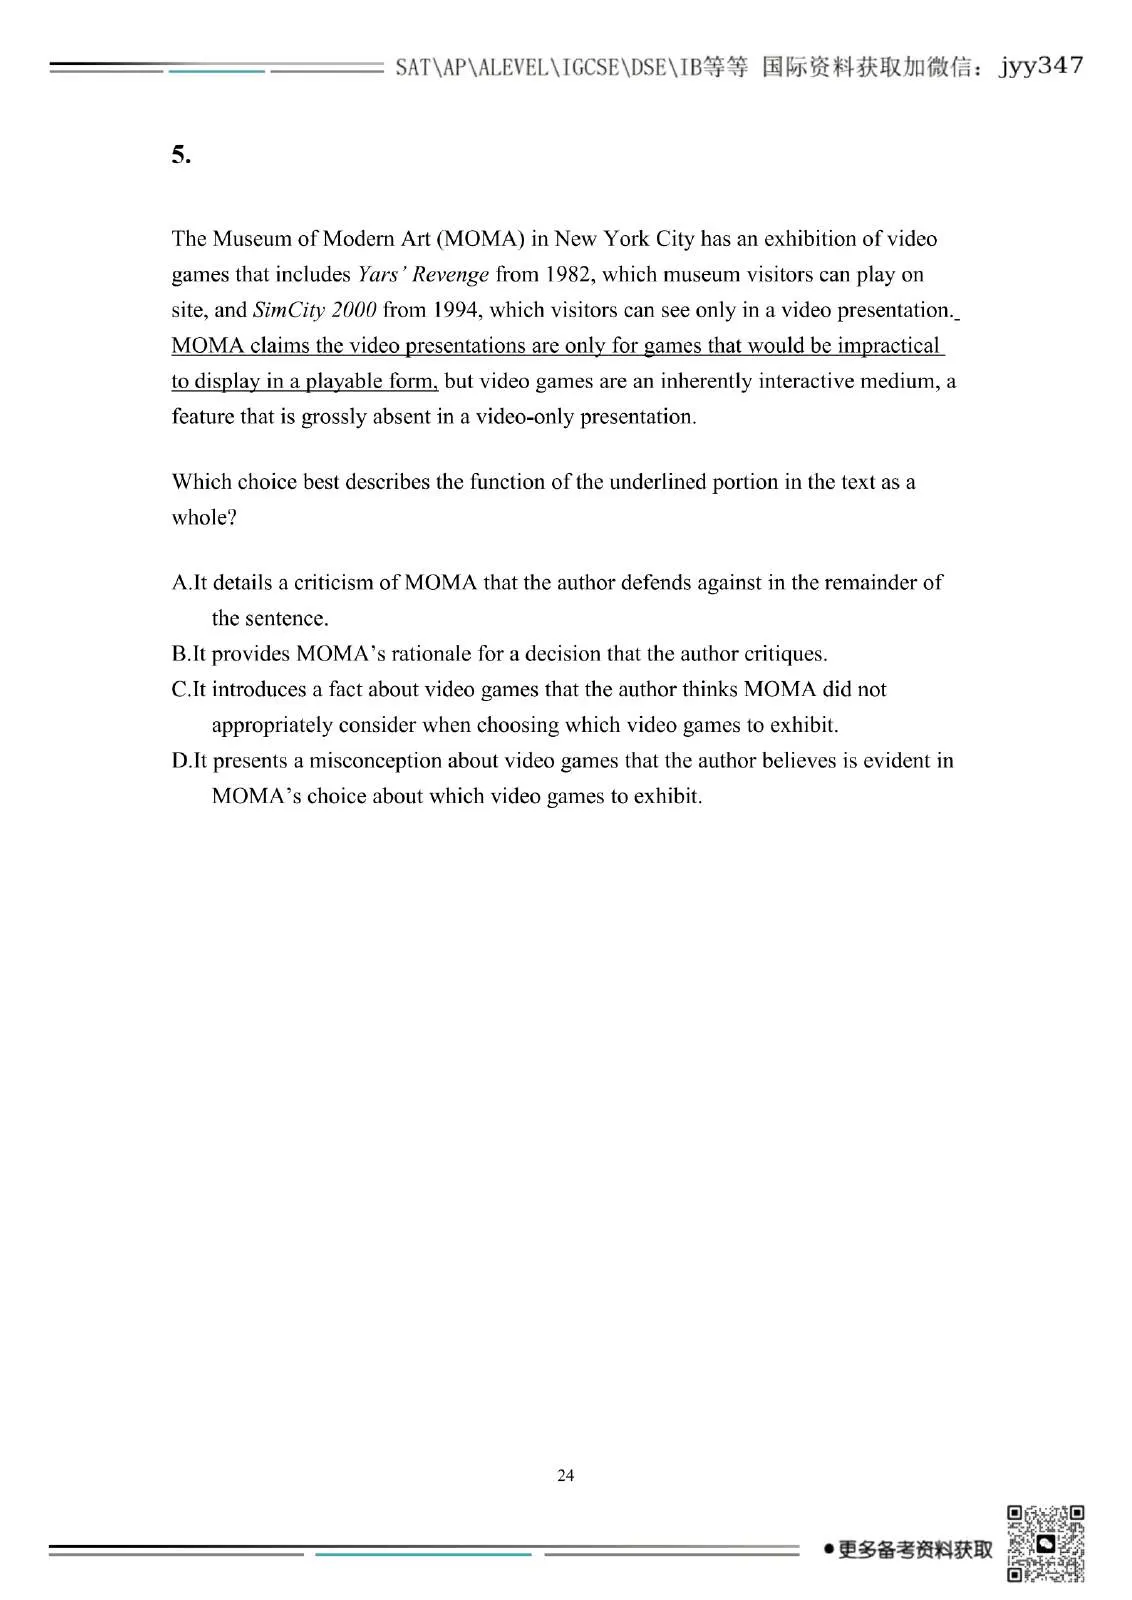 SAT\AP\ALEVEL\IGCSE\DSE\IB等等 国际资料获取加微信： jyy347
5.
The Museum of Modern Art (MOMA) in New York City has an exhibition of video
games that includes Yars’ Revenge from 1982, which museum visitors can play on
site, and SimCity 2000 from 1994, which visitors can see only in a video presentation.
MOMA claims the video presentations are only for games that would be impractical
to display in a playable form, but video games are an inherently interactive medium, a
feature that is grossly absent in a video-only presentation.
Which choice best describes the function of the underlined portion in the text as a
whole?
A.It details a criticism of MOMA that the author defends against in the remainder of
the sentence.
B.It provides MOMA’s rationale for a decision that the author critiques.
C.It introduces a fact about video games that the author thinks MOMA did not
appropriately consider when choosing which video games to exhibit.
D.It presents a misconception about video games that the author believes is evident in
MOMA’s choice about which video games to exhibit.
24
●更多备考资料获取